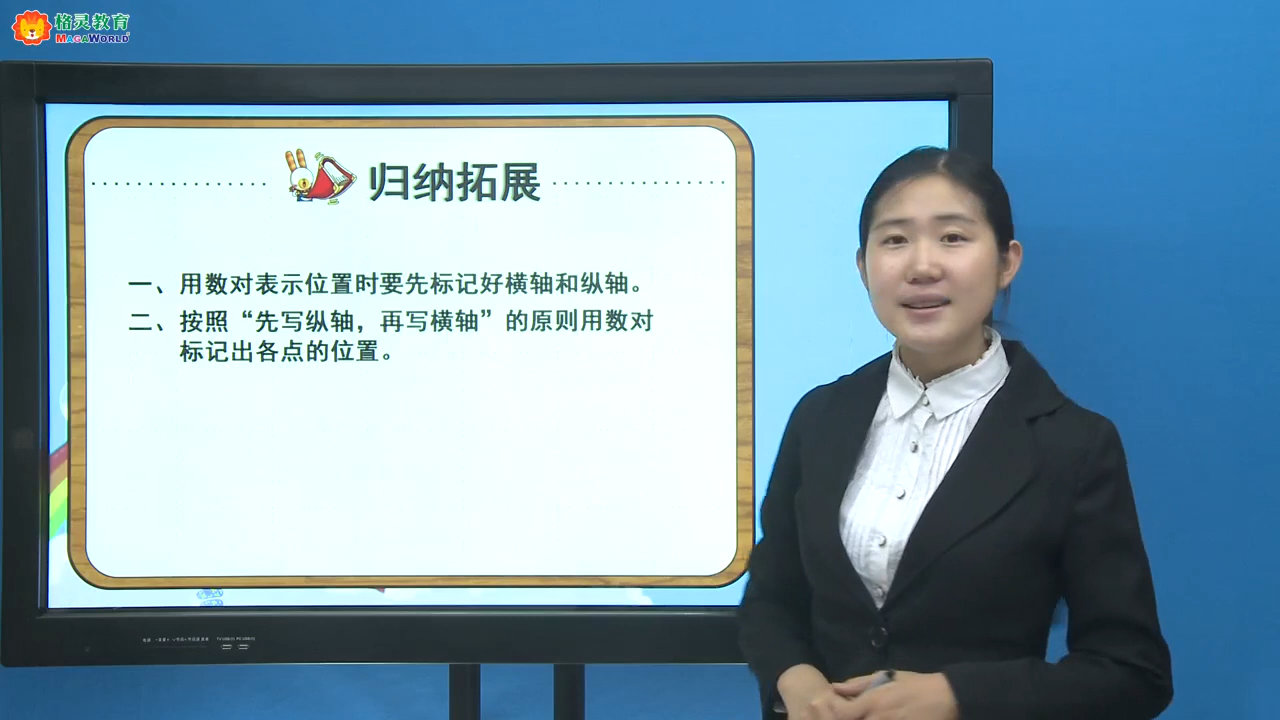 格灵教育
MAGAWORLD
归纳拓展
一、用数对表示位置时要先标记好横轴和纵轴。
二、按照“先写纵轴，再写横轴”的原则用数对
标记出各点的位置。